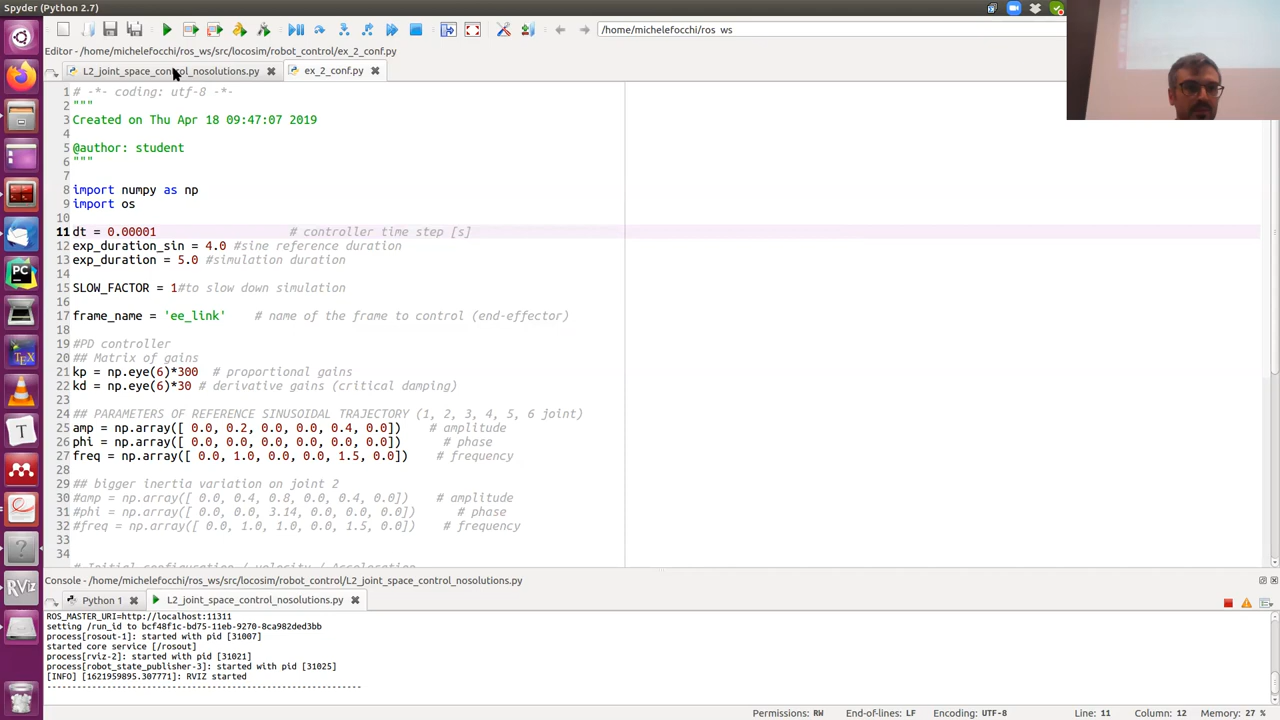 Spyder (Python 2.7)
/home/michelefocchi/ros_ws
Editor - /home/michelefocchi/ros_ws/src/locosim/robot_control/ex_2_conf.py
L2_joint_space_control_nosolutions.py
ex_2_conf.py
1 # -*- coding: utf-8 -*-
2 """
3 Created on Thu Apr 18 09:47:07 2019
4
5 @author: student
6 """
7
8 import numpy as np
9 import os
10
11 dt = 0.00001 # controller time step [s]
12 exp_duration_sin = 4.0 #sine reference duration
13 exp_duration = 5.0 #simulation duration
14
15 SLOW_FACTOR = 1#to slow down simulation
16
17 frame_name = 'ee_link' # name of the frame to control (end-effector)
18
19 #PD controller
20 ## Matrix of gains
21 kp = np.eye(6)*300 # proportional gains
22 kd = np.eye(6)*30 # derivative gains (critical damping)
23
24 ## PARAMETERS OF REFERENCE SINUSOIDAL TRAJECTORY (1, 2, 3, 4, 5, 6 joint)
25 amp = np.array([ 0.0, 0.2, 0.0, 0.0, 0.4, 0.0]) # amplitude
26 phi = np.array([ 0.0, 0.0, 0.0, 0.0, 0.0, 0.0]) # phase
27 freq = np.array([ 0.0, 1.0, 0.0, 0.0, 1.5, 0.0]) # frequency
28
29 ## bigger inertia variation on joint 2
30 #amp = np.array([ 0.0, 0.4, 0.8, 0.0, 0.4, 0.0]) # amplitude
31 #phi = np.array([ 0.0, 0.0, 3.14, 0.0, 0.0, 0.0]) # phase
32 #freq = np.array([ 0.0, 1.0, 1.0, 0.0, 1.5, 0.0]) # frequency
33
34
# Initial configuration / velocity / Acceleration
Console - /home/michelefocchi/ros_ws/src/locosim/robot_control/L2_joint_space_control_nosolutions.py
Python 1
L2_joint_space_control_nosolutions.py
ROS_MASTER_URI=http://localhost:11311
setting /run_id to bcf48f1c-bd75-11eb-9270-8ca982ded3bb
process[rosout-1]: started with pid [31007]
started core service [/rosout]
process[rviz-2]: started with pid [31021]
process[robot_state_publisher-3]: started with pid [31025]
[INFO] [1621959895.307771]: RVIZ started
------------------------------------------------------------
Permissions: RW End-of-lines: LF Encoding: UTF-8 Line: 11 Column: 12 Memory: 27 %
PC
TEX
T
RViz
?